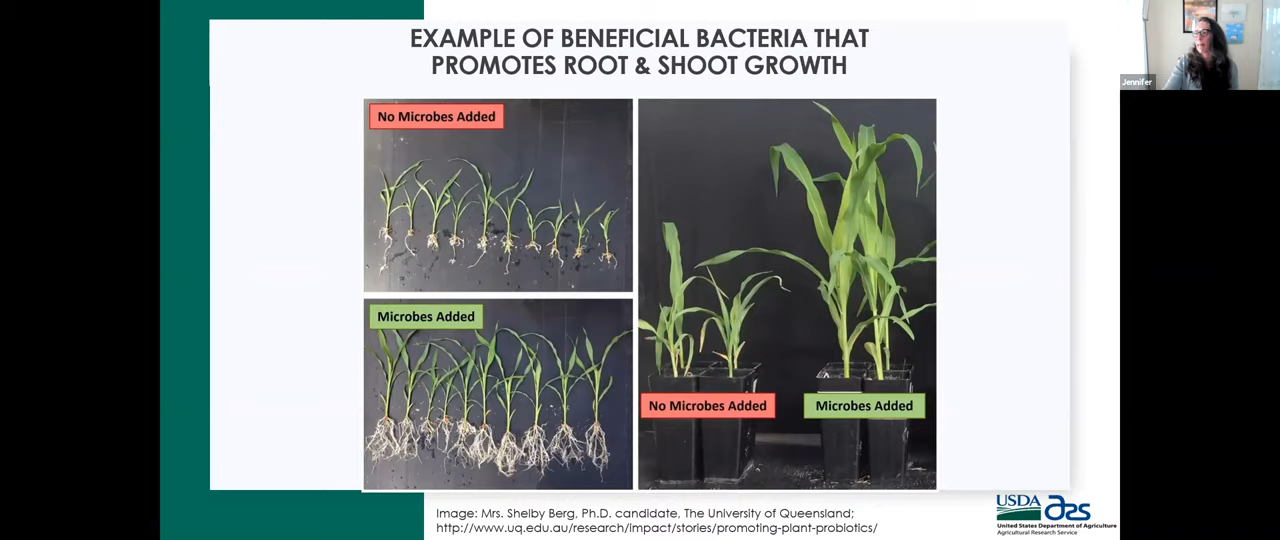 EXAMPLE OF BENEFICIAL BACTERIA THAT
PROMOTES ROOT & SHOOT GROWTH
Jennifer
No Microbes Added
Microbes Added
No Microbes Added
Microbes Added
Image: Mrs. Shelby Berg, Ph.D. candidate, The University of Queensland;
http://www.uq.edu.au/research/impact/stories/promoting-plant-probiotics/
USDA ars
United States Department of Agriculture
Agricultural Research Service